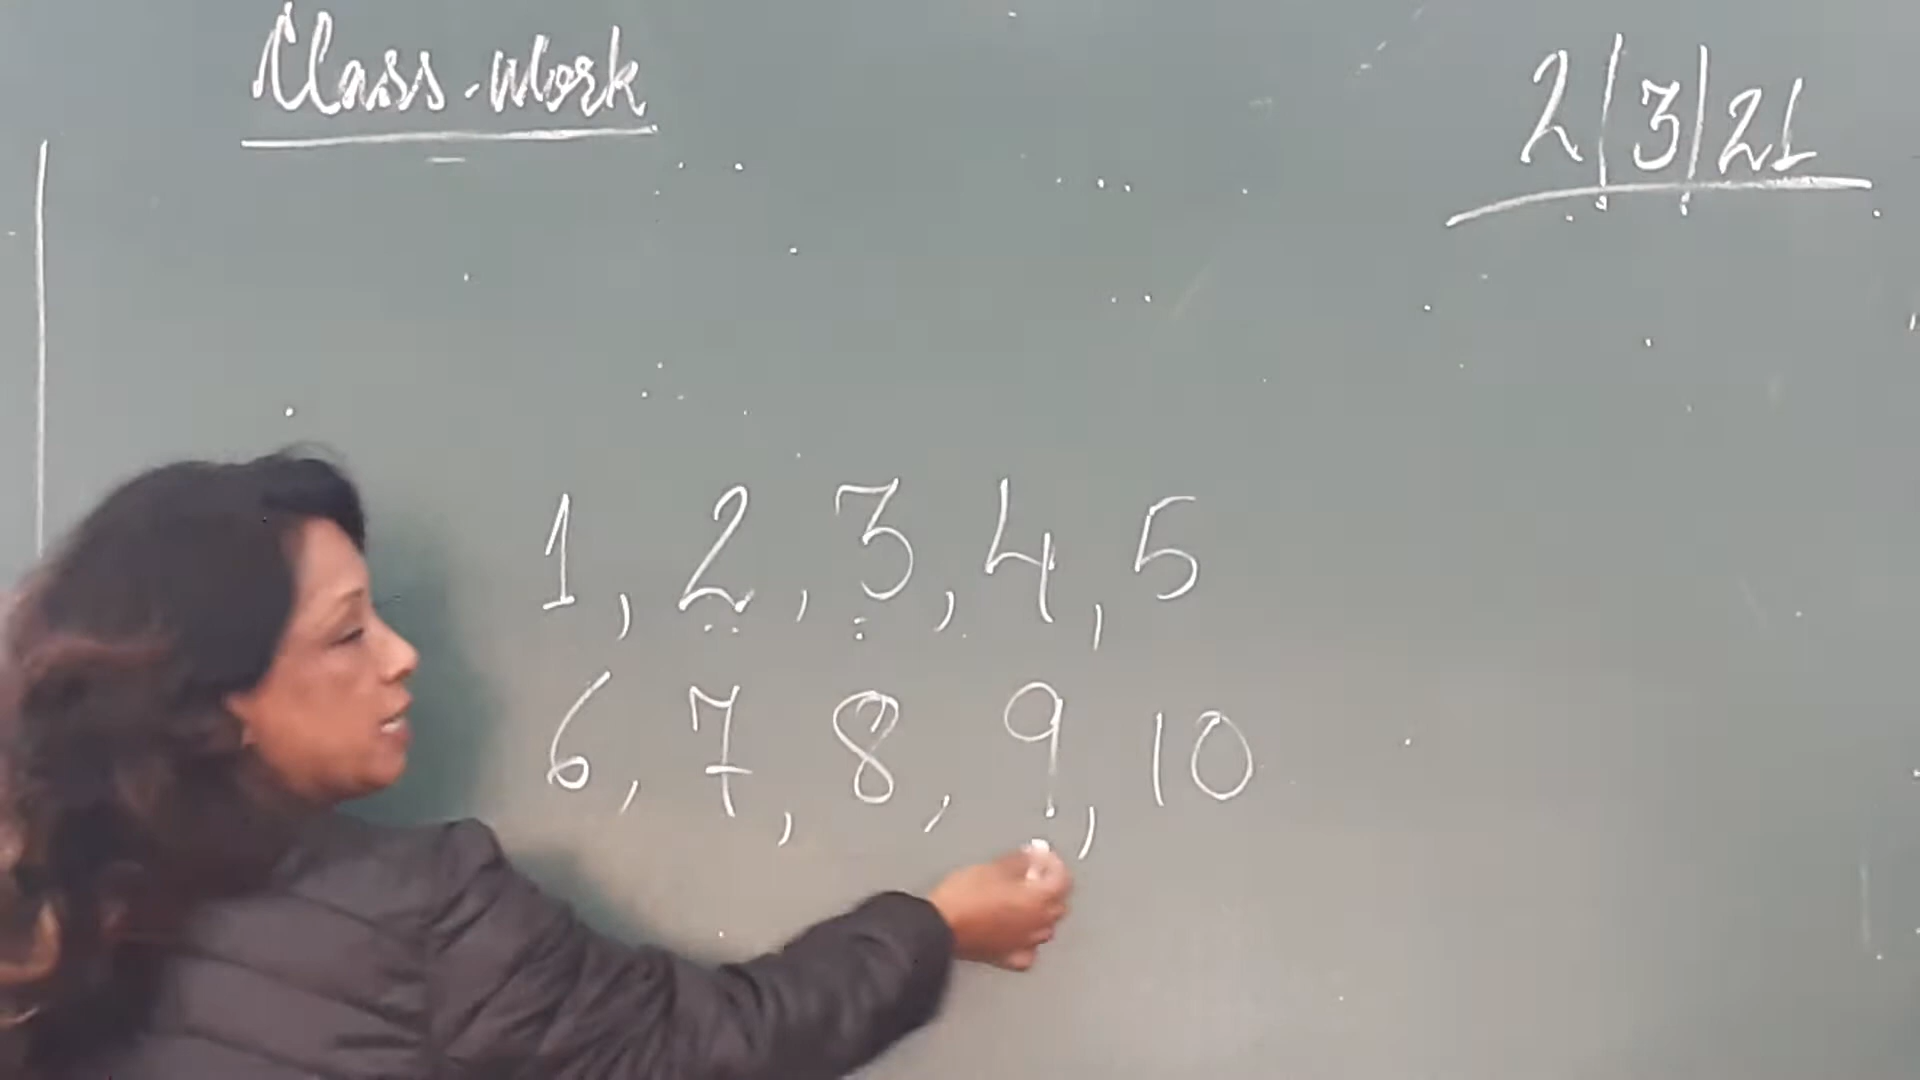 Class-Work
2|3|21
1, 2, 3, 4, 5
6, 7, 8, 9, 10